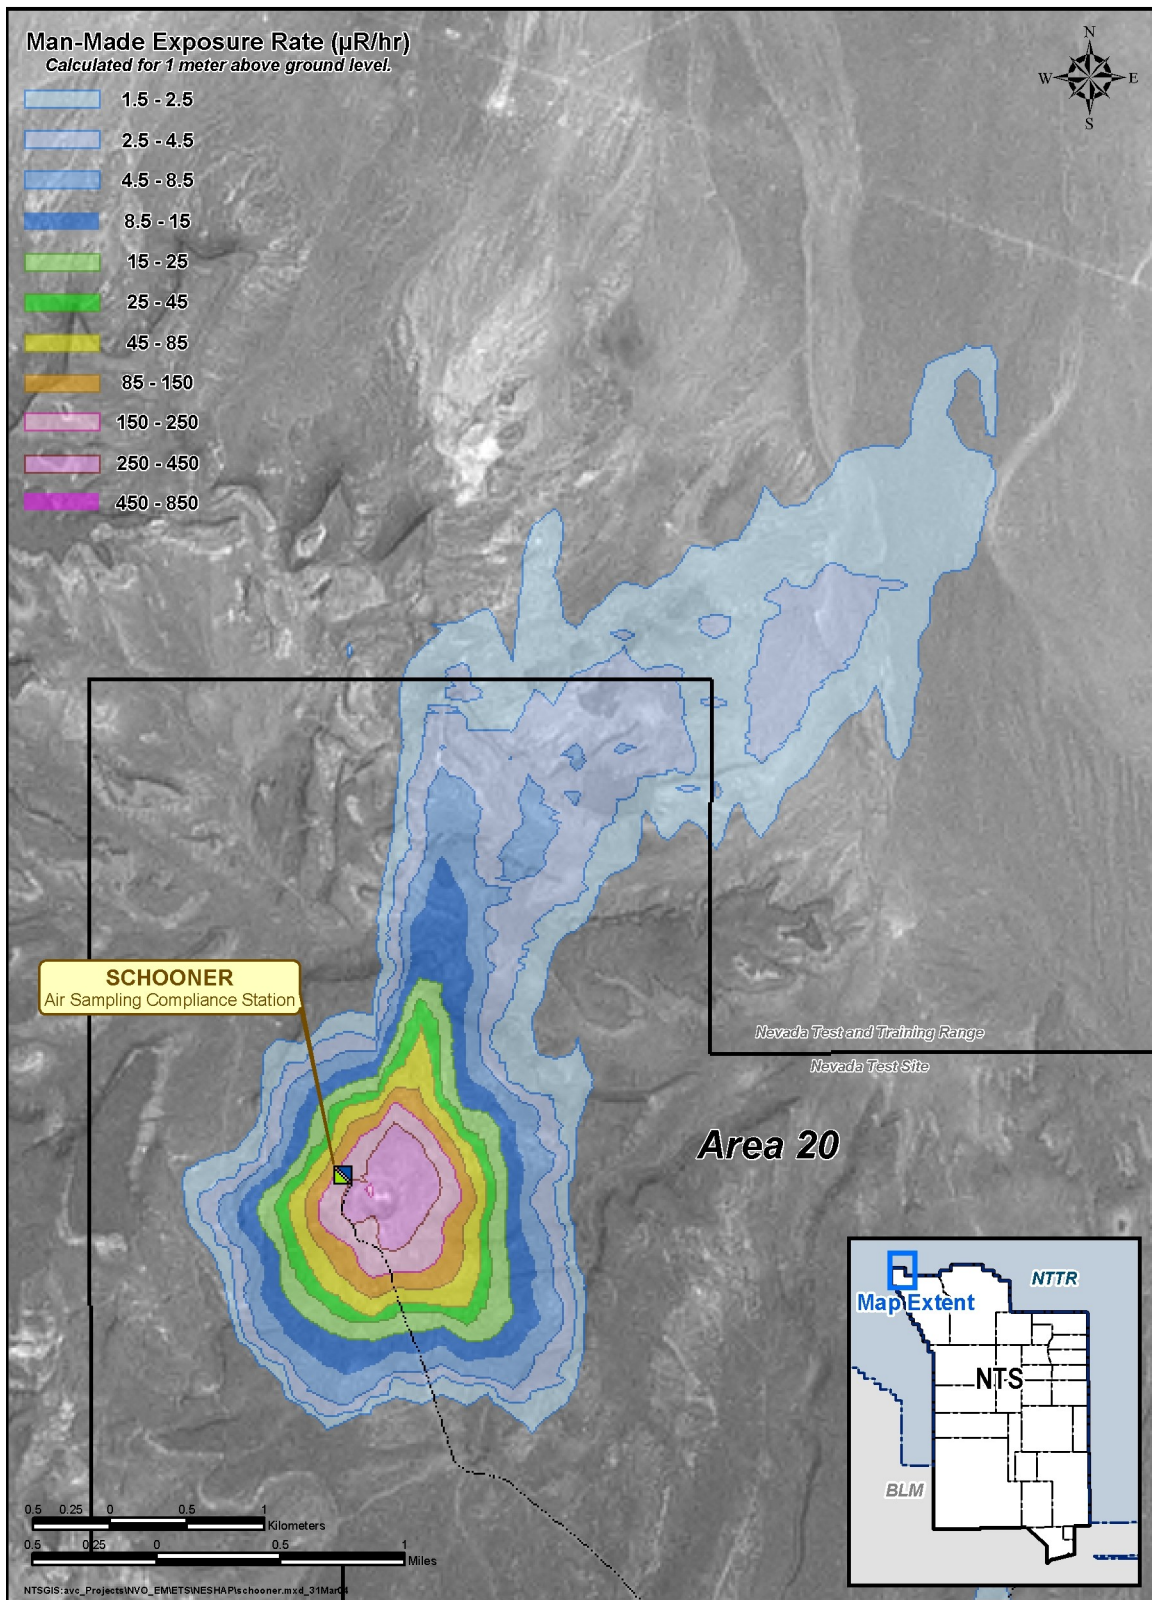 Man-Made Exposure Rate (µR/hr)
Calculated for 1 meter above ground level.
1.5 - 2.5
2.5 - 4.5
4.5 - 8.5
8.5 - 15
15 - 25
25 - 45
45 - 85
85 - 150
150 - 250
250 - 450
450 - 850
N
W E
S
SCHOONER
Air Sampling Compliance Station
Nevada Test and Training Range
Nevada Test Site
Area 20
NTTR
Map Extent
NTS
BLM
0.5 0.25 0 0.5 1
Kilometers
0.5 0.25 0 0.5 1
Miles
NTSGIS:avc_Projects\NVO_EM\ETS\NESHAP\schooner.mxd_31Mar04